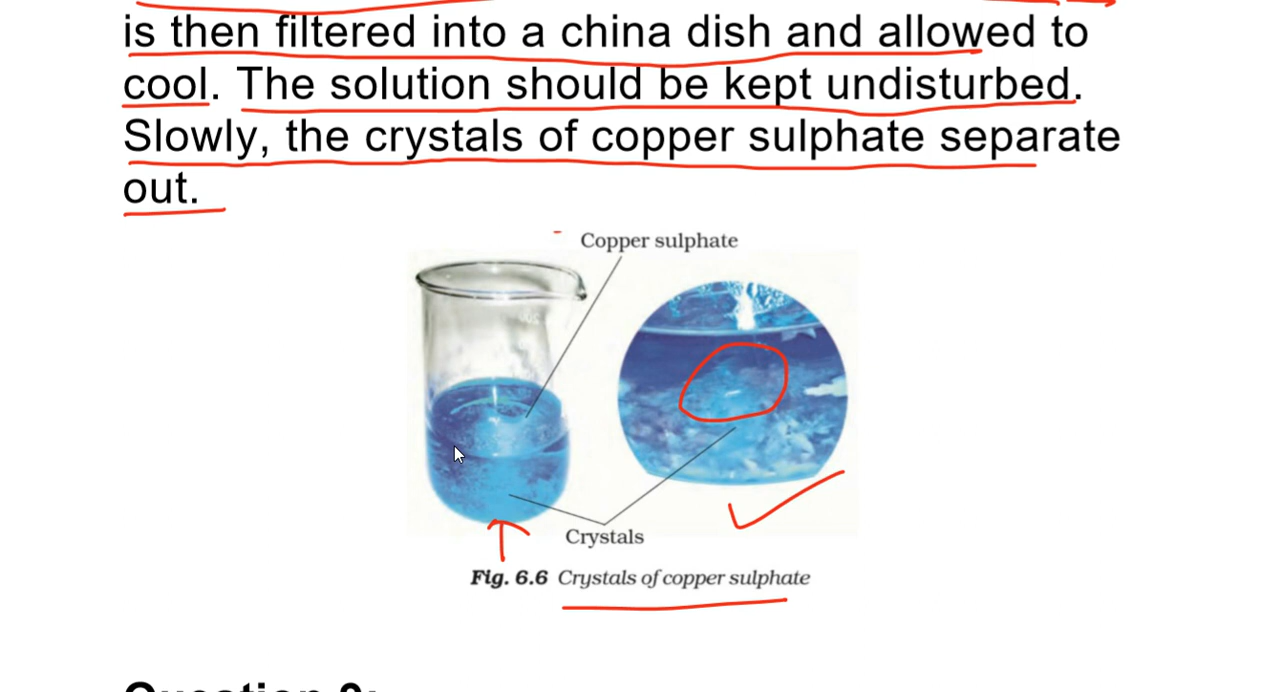 is then filtered into a china dish and allowed to
cool. The solution should be kept undisturbed.
Slowly, the crystals of copper sulphate separate
out.
Copper sulphate
Crystals
Fig. 6.6 Crystals of copper sulphate